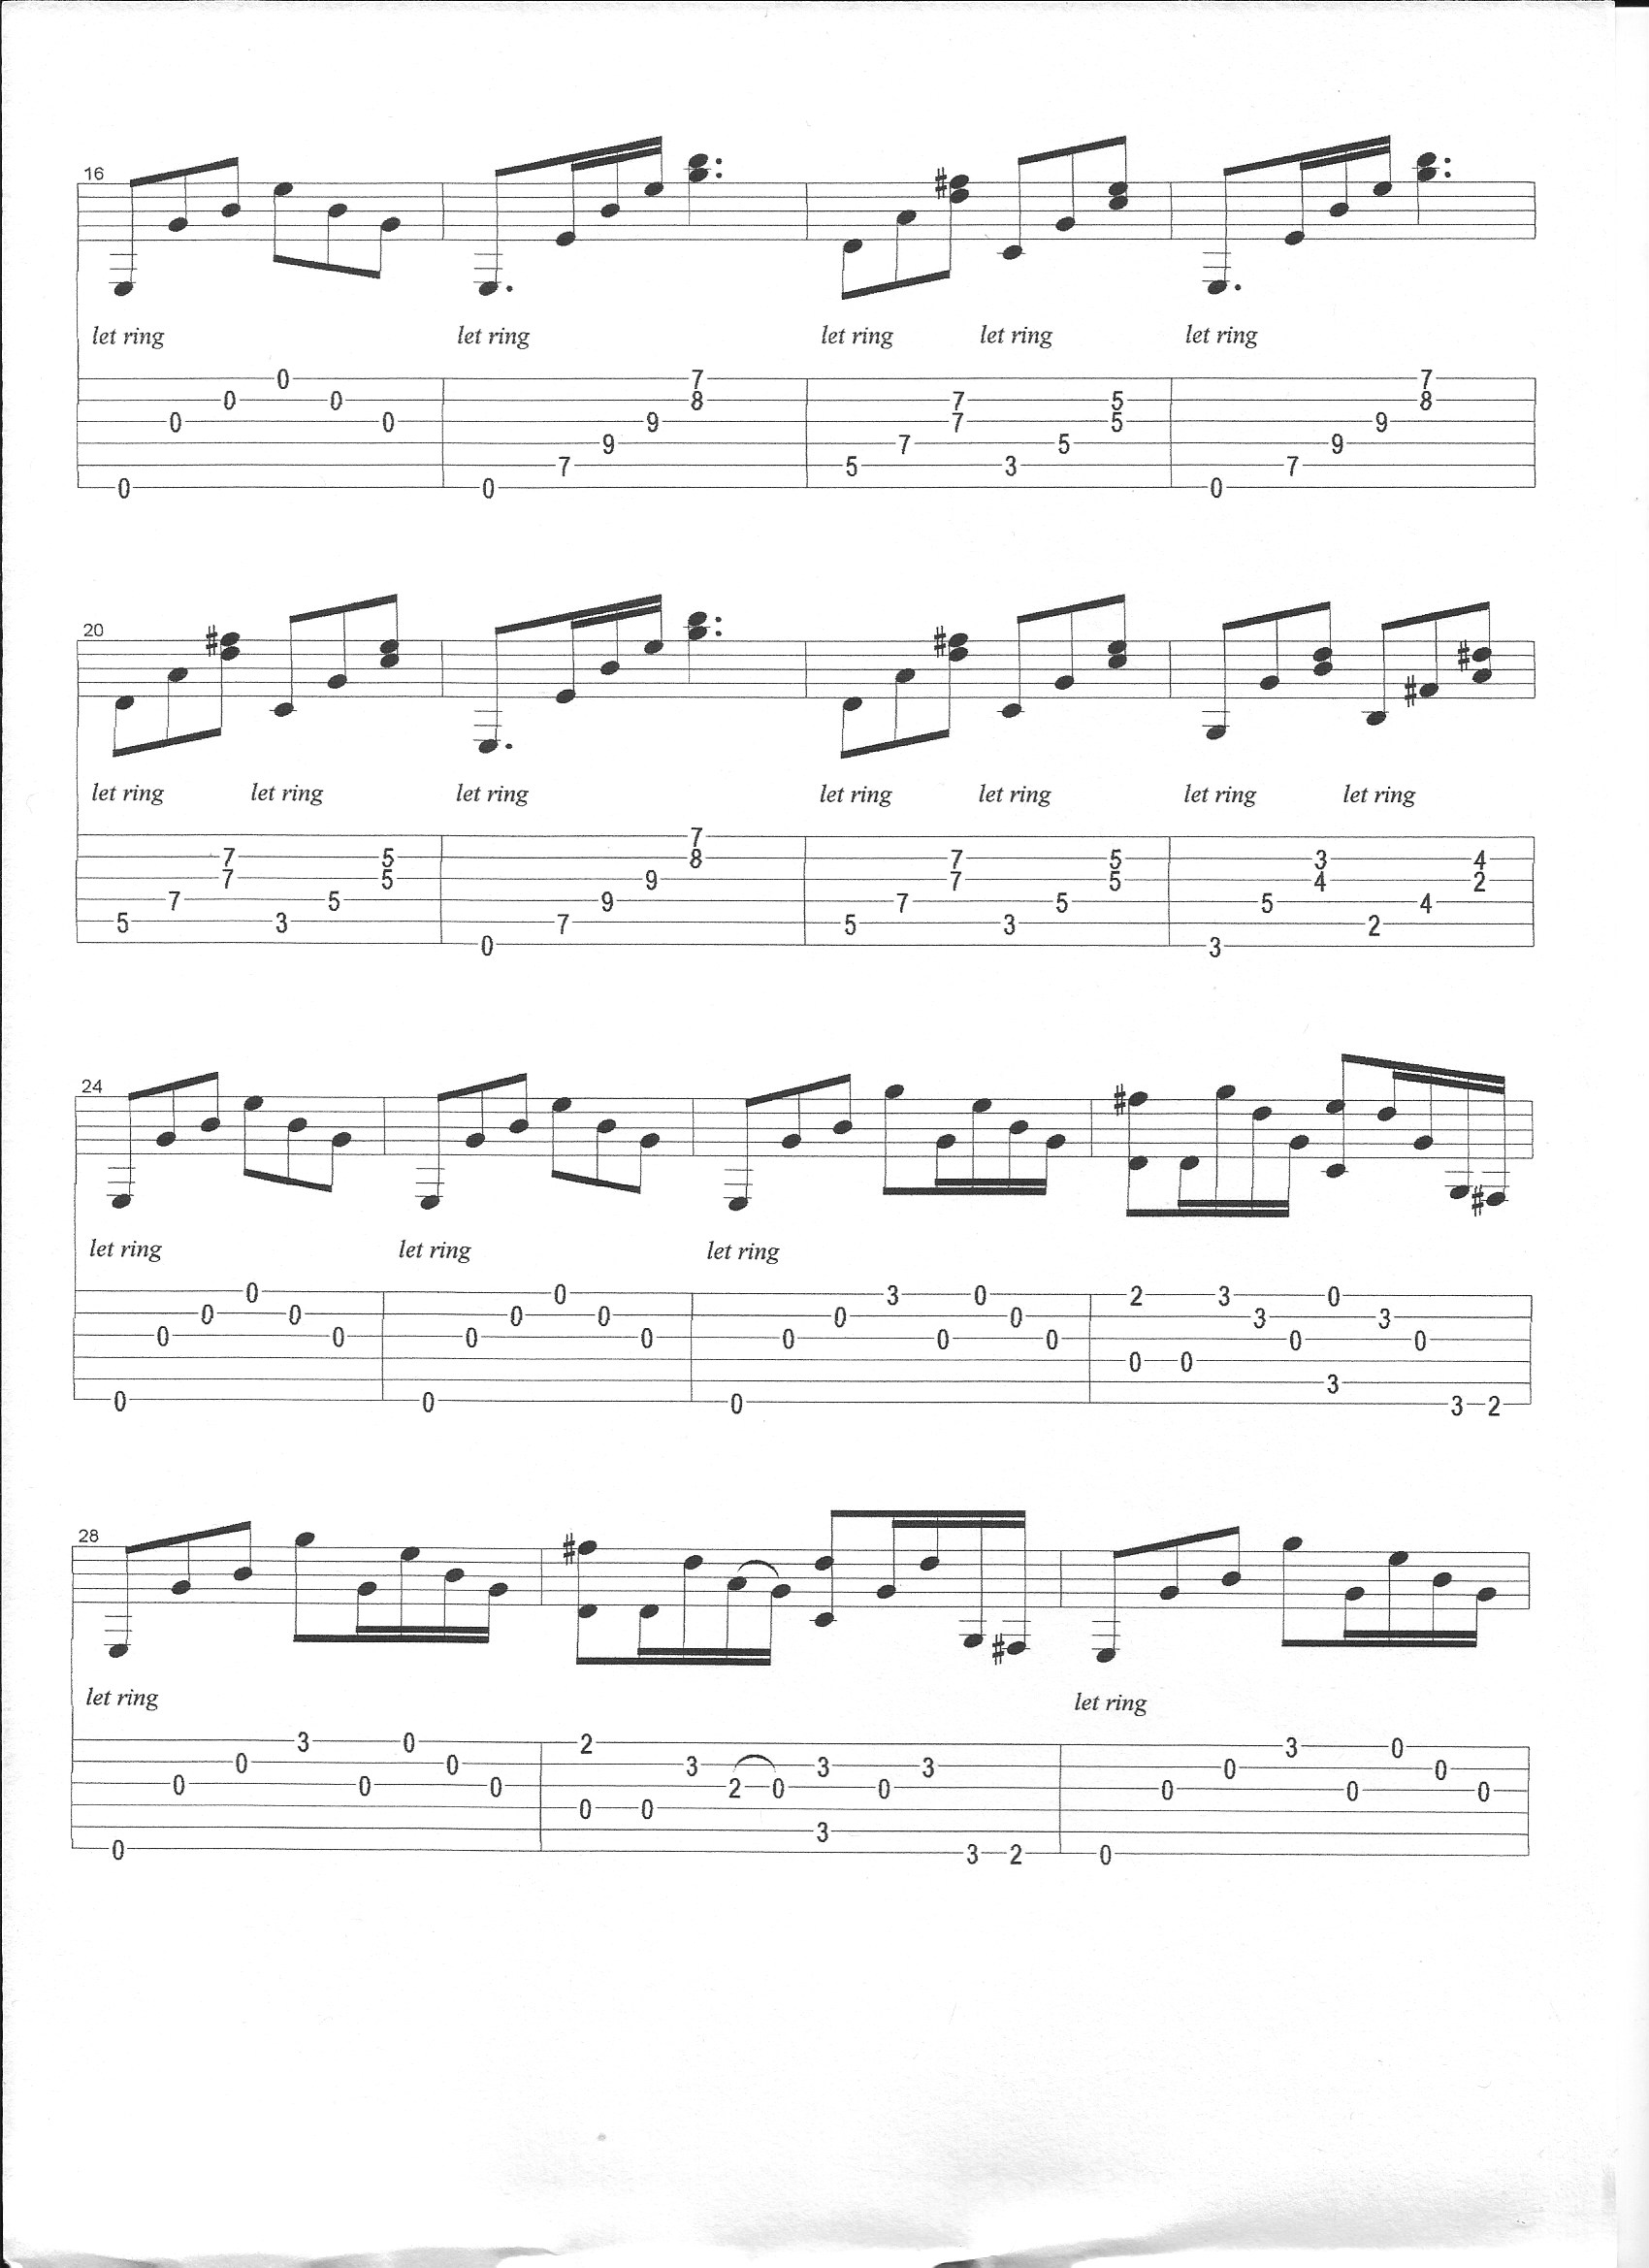 16
let ring let ring let ring let ring let ring
0 7 7
0 0 8 7 5 8
0 0 9 7 5 9
9 7 5 9
7 5 3 7
0 0 0
20
let ring let ring let ring let ring let ring let ring let ring
7
7 5 8 7 5 3 4
7 5 9 7 5 4 2
7 5 9 7 5 5 4
5 3 7 5 3 2
0 3
24
let ring let ring let ring
0 0 3 0 2 3 0
0 0 0 0 0 0 3 3
0 0 0 0 0 0 0 0 0
0 0
3
0 0 0 3 2
28
let ring let ring
3 0 2 3 0
0 0 3 3 3 0 0
0 0 0 2 0 0 0 0 0
0 0
3
0 3 2 0